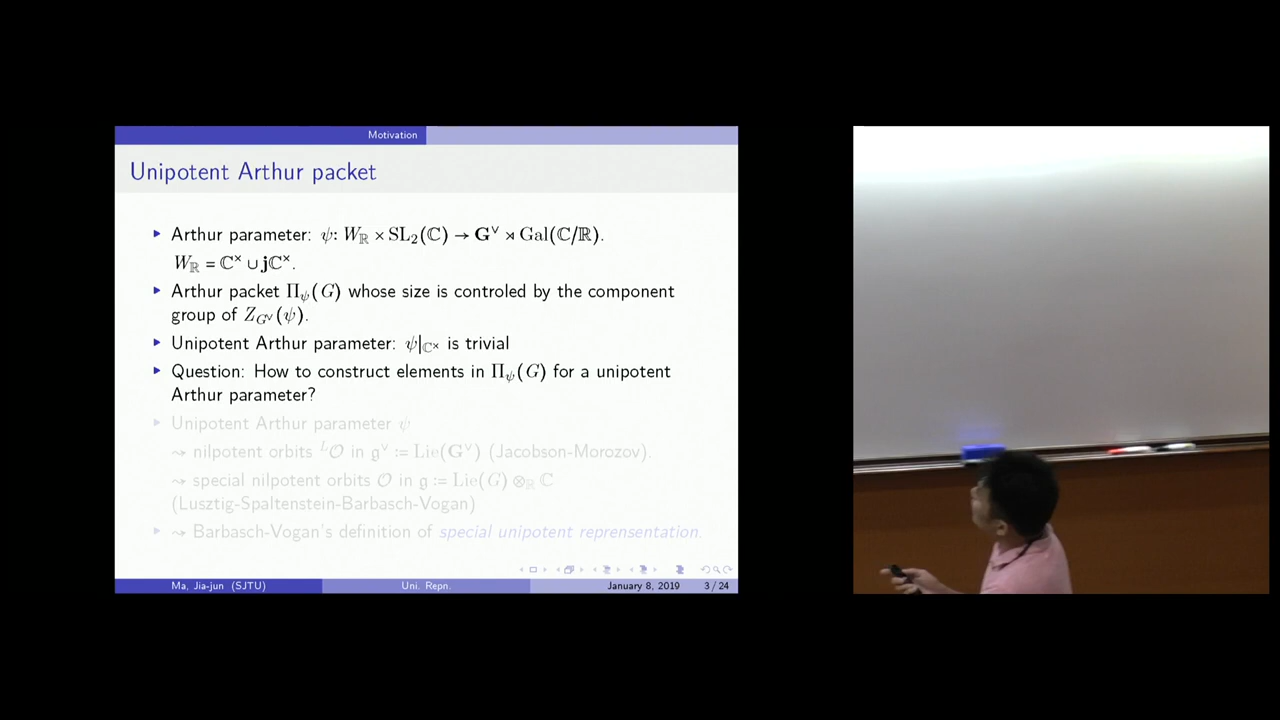 Motivation
Unipotent Arthur packet
▸ Arthur parameter: ψ: W_ℝ × SL₂(ℂ) → G^∨ ⋊ Gal(ℂ/ℝ).
W_ℝ = ℂ^× ∪ jℂ^×.
▸ Arthur packet Π_ψ(G) whose size is controled by the component
group of Z_{G^∨}(ψ).
▸ Unipotent Arthur parameter: ψ|_{ℂ^×} is trivial
▸ Question: How to construct elements in Π_ψ(G) for a unipotent
Arthur parameter?
▸ Unipotent Arthur parameter ψ
⇝ nilpotent orbits ^L𝒪 in 𝔤^∨ := Lie(G^∨) (Jacobson-Morozov).
⇝ special nilpotent orbits 𝒪 in 𝔤 := Lie(G) ⊗_ℝ ℂ
(Lusztig-Spaltenstein-Barbasch-Vogan)
▸ ⇝ Barbasch-Vogan's definition of special unipotent reprensentation.
Ma, Jia-jun (SJTU) Uni. Repn. January 8, 2019 3 / 24